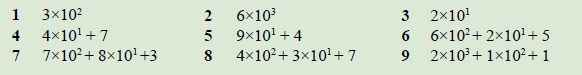 1 3×10² 2 6×10³ 3 2×10¹
4 4×10¹ + 7 5 9×10¹ + 4 6 6×10² + 2×10¹ + 5
7 7×10² + 8×10¹ +3 8 4×10² + 3×10¹ + 7 9 2×10³ + 1×10² + 1